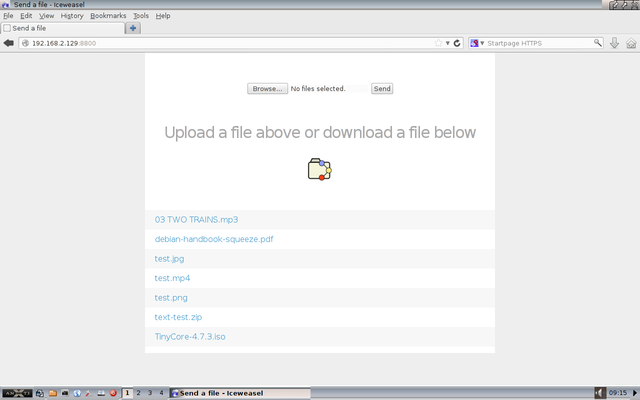 Send a file - Iceweasel
File Edit View History Bookmarks Tools Help
Send a file
192.168.2.129:8800
Startpage HTTPS
Browse... No files selected. Send
Upload a file above or download a file below
03 TWO TRAINS.mp3
debian-handbook-squeeze.pdf
test.jpg
test.mp4
test.png
text-test.zip
TinyCore-4.7.3.iso
1 2 3 4 Send a file - Iceweasel 09:15